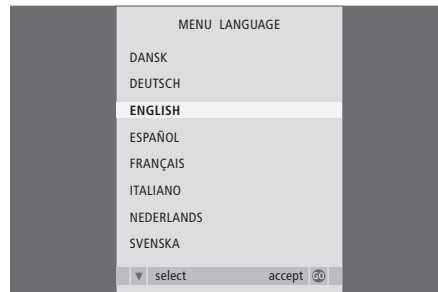 MENU LANGUAGE
DANSK
DEUTSCH
ENGLISH
ESPAÑOL
FRANÇAIS
ITALIANO
NEDERLANDS
SVENSKA
▼ select accept GO